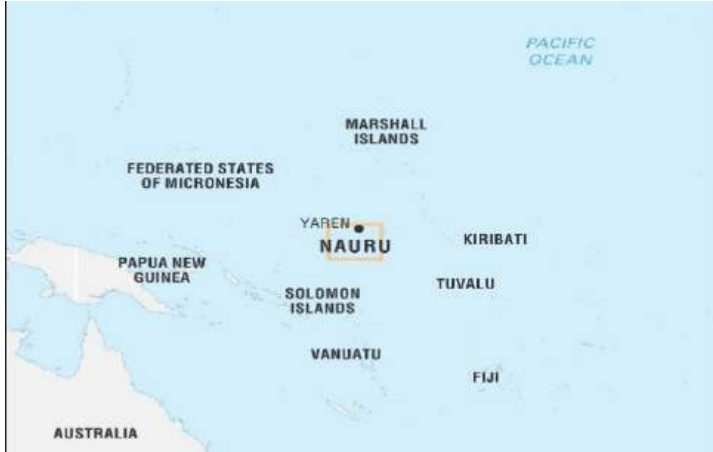 PACIFIC
OCEAN
MARSHALL
ISLANDS
FEDERATED STATES
OF MICRONESIA
YAREN
NAURU
KIRIBATI
PAPUA NEW
GUINEA
TUVALU
SOLOMON
ISLANDS
VANUATU
FIJI
AUSTRALIA